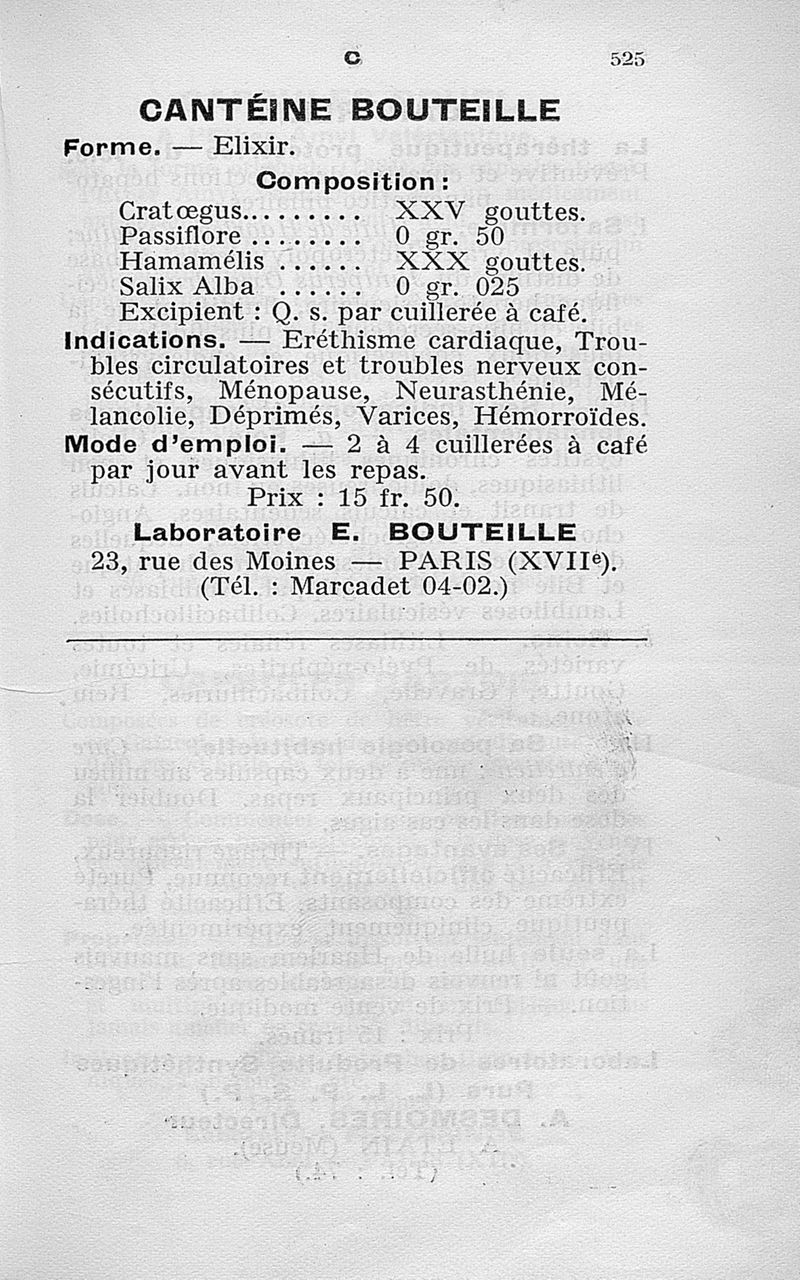 C 525
CANTÉINE BOUTEILLE
Forme. — Elixir.
Composition :
Cratœgus......... XXV gouttes.
Passiflore ........ 0 gr. 50
Hamamélis ...... XXX gouttes.
Salix Alba ...... 0 gr. 025
Excipient : Q. s. par cuillerée à café.
Indications. — Eréthisme cardiaque, Trou-
bles circulatoires et troubles nerveux con-
sécutifs, Ménopause, Neurasthénie, Mé-
lancolie, Déprimés, Varices, Hémorroïdes.
Mode d'emploi. — 2 à 4 cuillerées à café
par jour avant les repas.
Prix : 15 fr. 50.
Laboratoire E. BOUTEILLE
23, rue des Moines — PARIS (XVIIe).
(Tél. : Marcadet 04-02.)